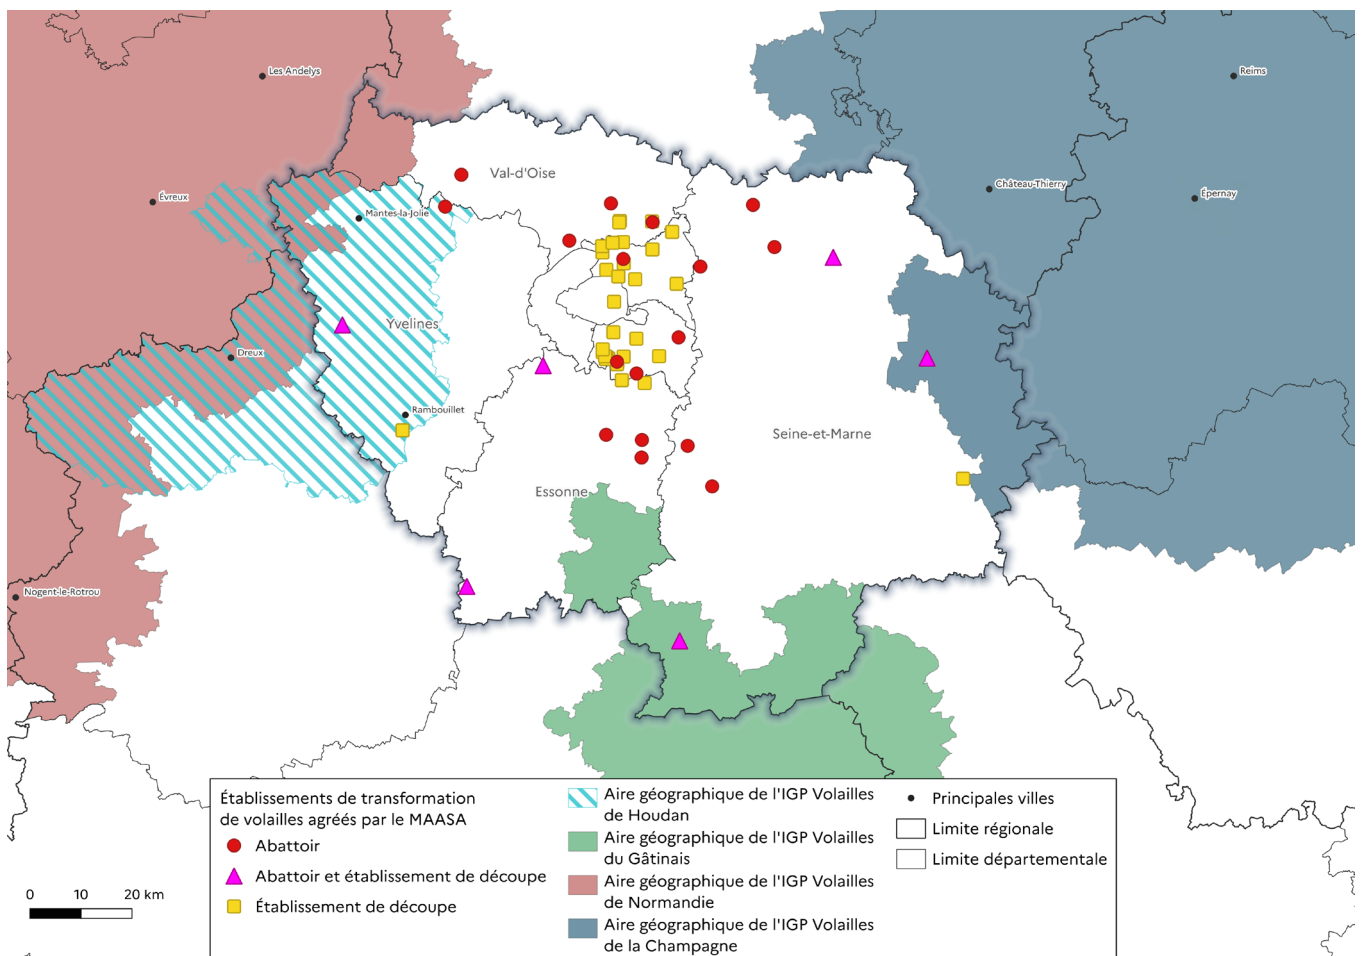 Les Andelys
Reims
Val-d'Oise
Château-Thierry
Épernay
Évreux
Mantes-la-Jolie
Yvelines
Dreux
Rambouillet
Seine-et-Marne
Essonne
Nogent-le-Rotrou
Établissements de transformation
de volailles agréés par le MAASA
Abattoir
Abattoir et établissement de découpe
Établissement de découpe
Aire géographique de l'IGP Volailles
de Houdan
Aire géographique de l'IGP Volailles
du Gâtinais
Aire géographique de l'IGP Volailles
de Normandie
Aire géographique de l'IGP Volailles
de la Champagne
Principales villes
Limite régionale
Limite départementale
0 10 20 km